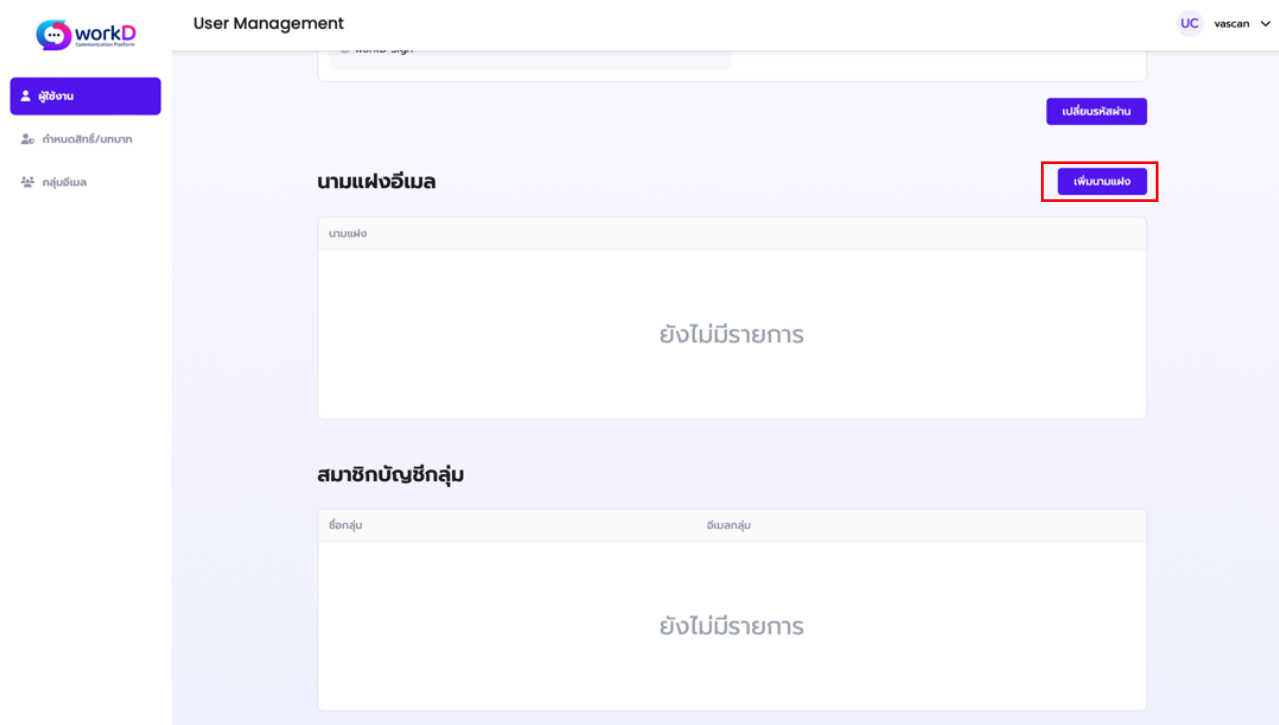 workD
Communication Platform
User Management
UC
vascan
workD Sign
ผู้ใช้งาน
กำหนดสิทธิ์/บทบาท
กลุ่มอีเมล
เปลี่ยนรหัสผ่าน
นามแฝงอีเมล
เพิ่มนามแฝง
นามแฝง
ยังไม่มีรายการ
สมาชิกบัญชีกลุ่ม
ชื่อกลุ่ม
อีเมลกลุ่ม
ยังไม่มีรายการ